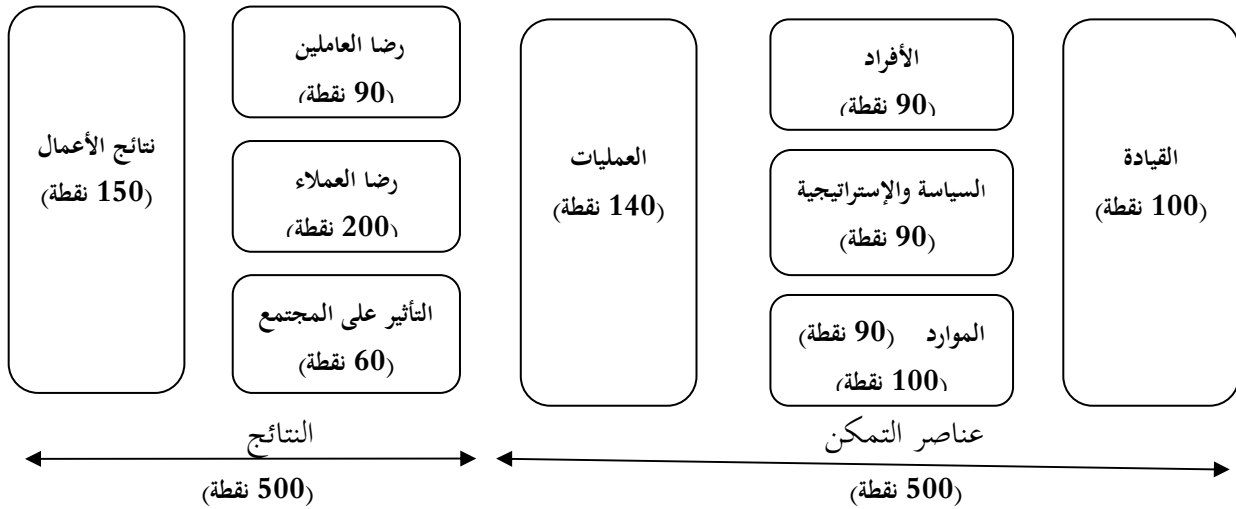 القيادة
(100 نقطة)
الأفراد
(90 نقطة)
السياسة والإستراتيجية
(90 نقطة)
الموارد (90 نقطة)
(100 نقطة)
العمليات
(140 نقطة)
رضا العاملين
(90 نقطة)
رضا العملاء
(200 نقطة)
التأثير على المجتمع
(60 نقطة)
نتائج الأعمال
(150 نقطة)
عناصر التمكن
(500 نقطة)
النتائج
(500 نقطة)